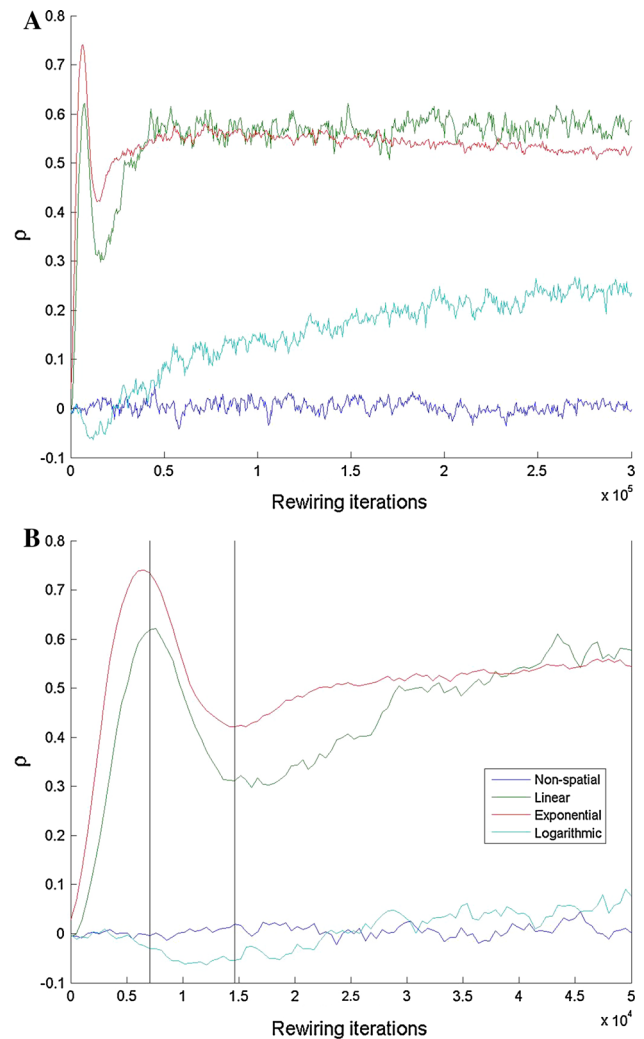 A
0.8
0.7
0.6
0.5
0.4
0.3
0.2
0.1
0
-0.1
ρ
0 0.5 1 1.5 2 2.5 3
x 10^5
Rewiring iterations
B
0.8
0.7
0.6
0.5
0.4
0.3
0.2
0.1
0
-0.1
ρ
Non-spatial
Linear
Exponential
Logarithmic
0 0.5 1 1.5 2 2.5 3 3.5 4 4.5 5
x 10^4
Rewiring iterations